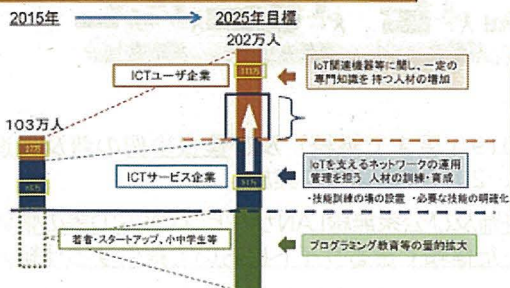 2015年
2025年目標
202万人
ICTユーザ企業
IoT関連機器等に関し、一定の
専門知識を持つ人材の増加
103万人
ICTサービス企業
IoTを支えるネットワークの運用
管理を担う 人材の訓練・育成
・技能訓練の場の設置 ・必要な技能の明確化
若者・スタートアップ、小中学生等
プログラミング教育等の量的拡大